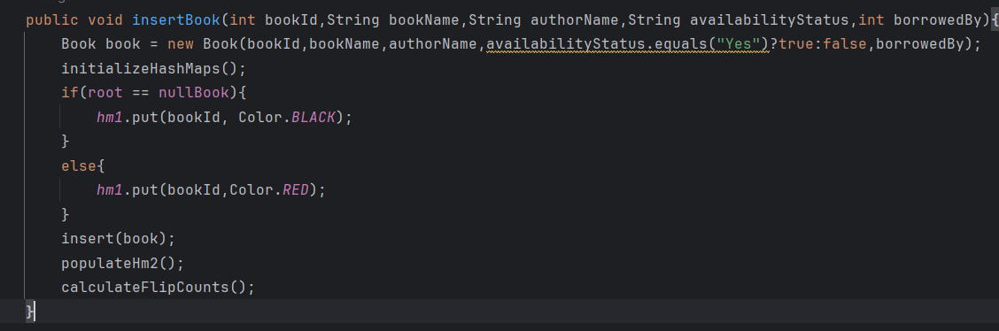 public void insertBook(int bookId,String bookName,String authorName,String availabilityStatus,int borrowedBy){
    Book book = new Book(bookId,bookName,authorName,availabilityStatus.equals("Yes")?true:false,borrowedBy);
    initializeHashMaps();
    if(root == nullBook){
        hm1.put(bookId, Color.BLACK);
    }
    else{
        hm1.put(bookId,Color.RED);
    }
    insert(book);
    populateHm2();
    calculateFlipCounts();
}